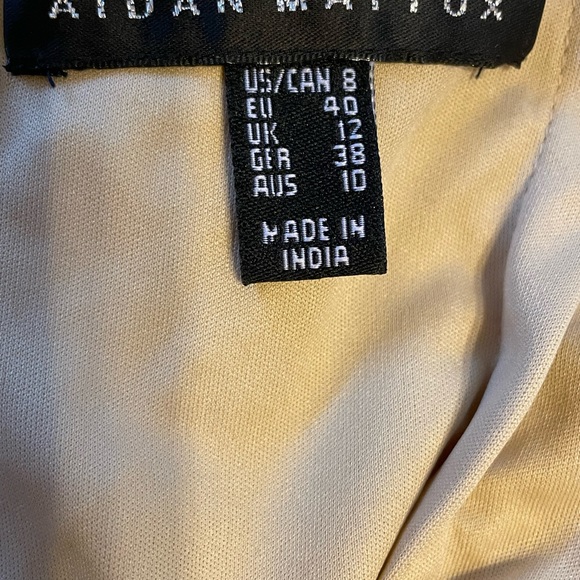 AIDAN MATTOX
US/CAN 8
EU 40
UK 12
GER 38
AUS 10
MADE IN
INDIA